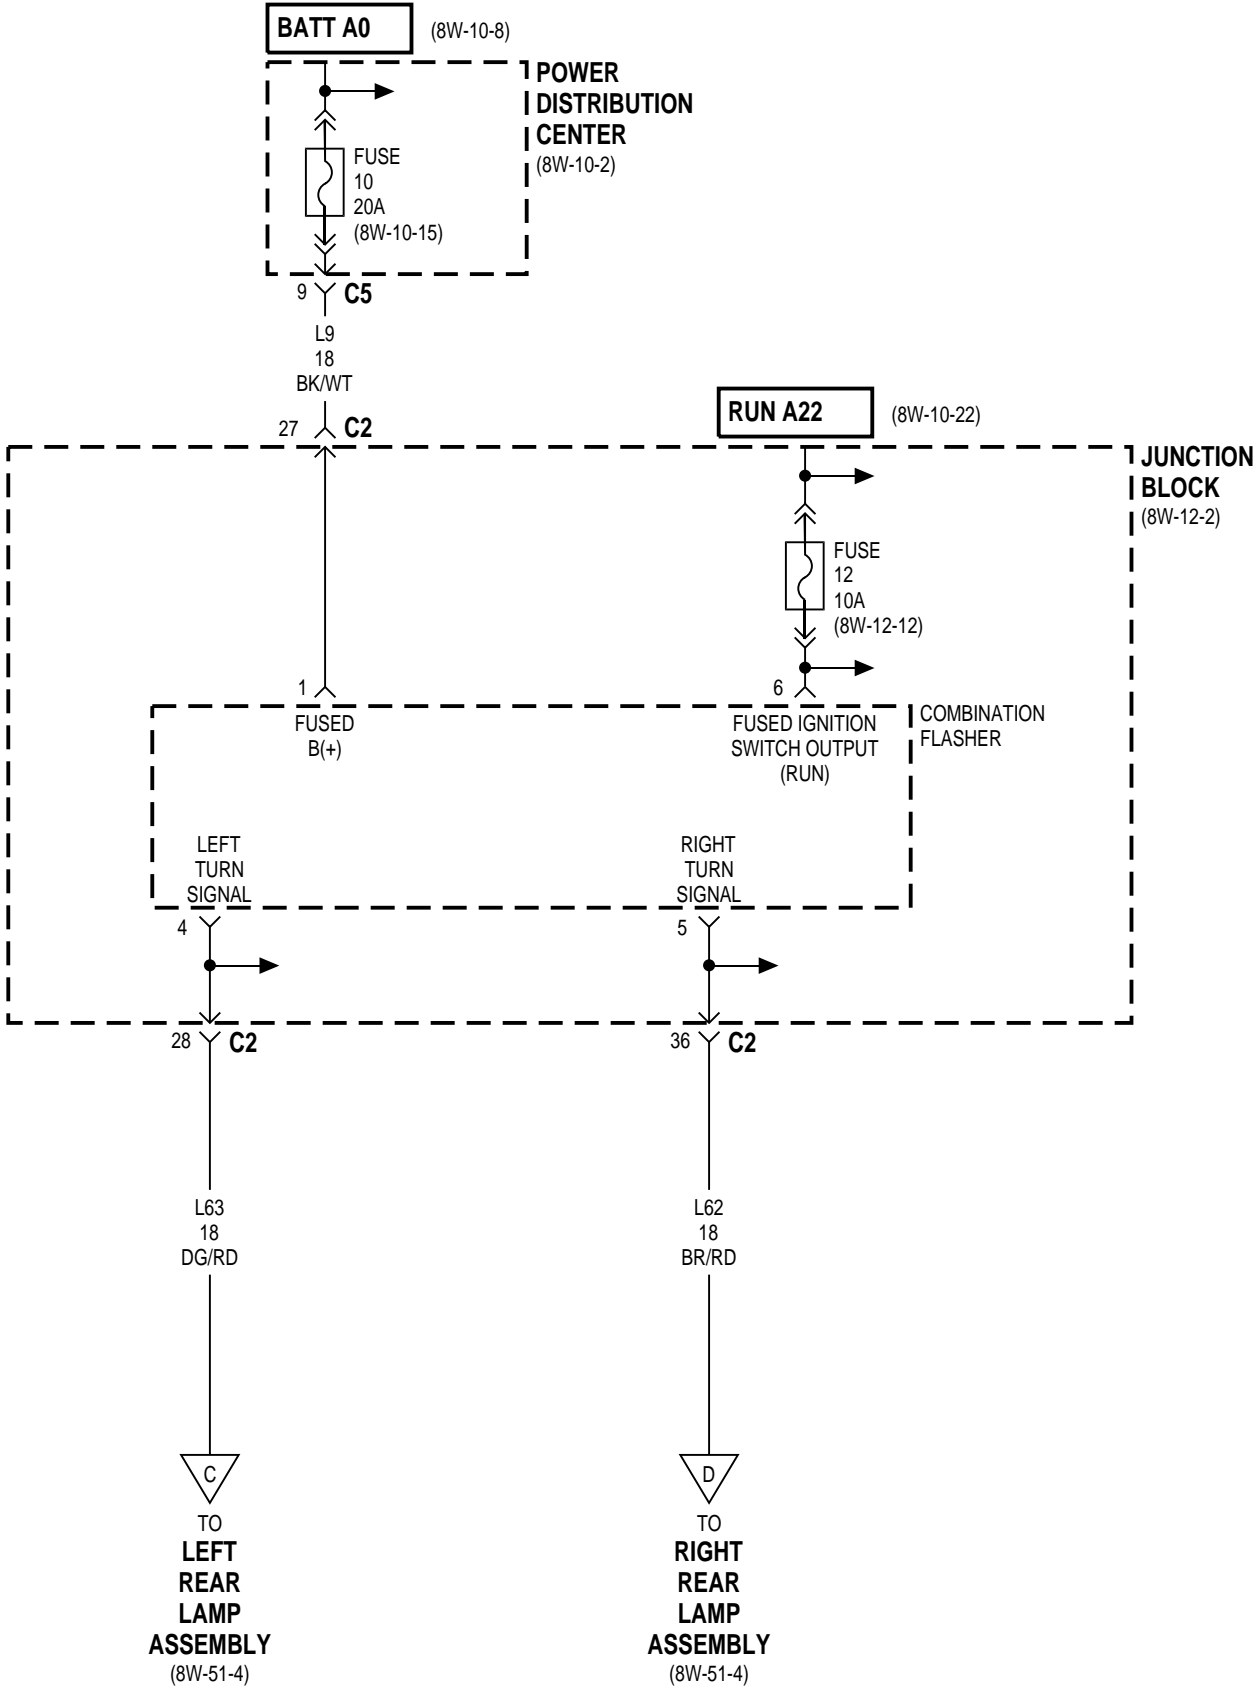 BATT A0 (8W-10-8)
POWER
DISTRIBUTION
CENTER
(8W-10-2)
FUSE
10
20A
(8W-10-15)
9 C5
L9
18
BK/WT
27 C2
RUN A22 (8W-10-22)
JUNCTION
BLOCK
(8W-12-2)
FUSE
12
10A
(8W-12-12)
1
6
FUSED
B(+)
FUSED IGNITION
SWITCH OUTPUT
(RUN)
COMBINATION
FLASHER
LEFT
TURN
SIGNAL
RIGHT
TURN
SIGNAL
4
5
28 C2
36 C2
L63
18
DG/RD
L62
18
BR/RD
C
TO
LEFT
REAR
LAMP
ASSEMBLY
(8W-51-4)
D
TO
RIGHT
REAR
LAMP
ASSEMBLY
(8W-51-4)